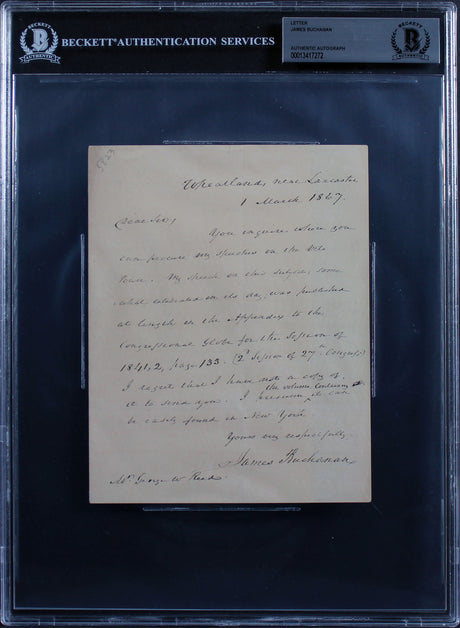 BECKETT AUTHENTICATION SERVICES
LETTER
JAMES BUCHANAN
AUTHENTIC AUTOGRAPH
00013417272
Wheatland, near Lancaster
1 March 1867.
Dear Sir,
You enquire where you
can procure my speeches on the Veto
Power. My speech on this subject, some
what celebrated in its day, was published
at length in the Appendix to the
Congressional Globe for the Session of
1841,2, page 133. (2d Session of 27th Congress)
I regret that I have not a copy of
it to send you. I presume the volume containing it can
be easily found in New York
Yours very respectfully.
James Buchanan
Mr George W Reed